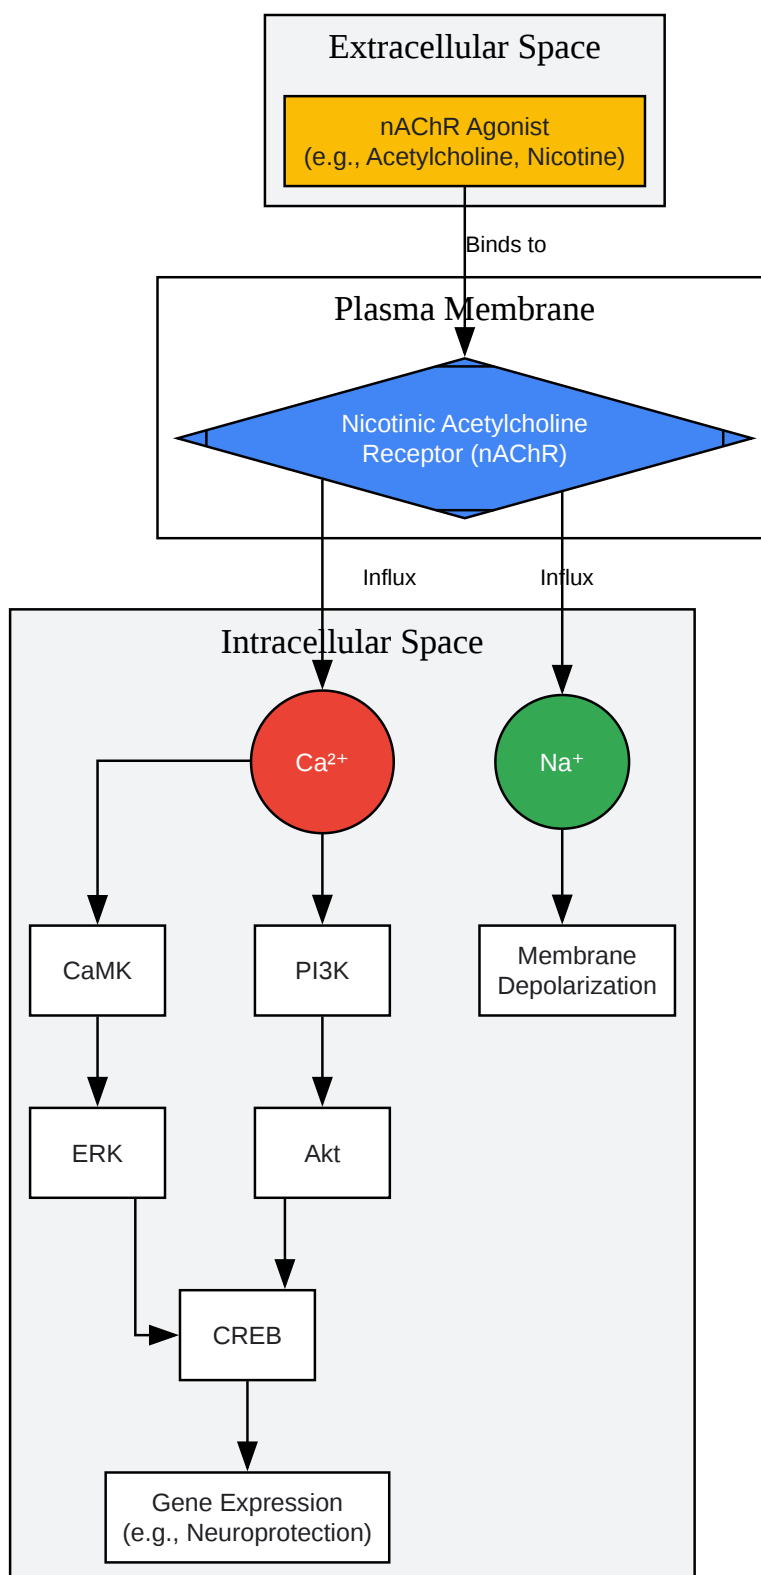 Extracellular Space
nAChR Agonist
(e.g., Acetylcholine, Nicotine)
Binds to
Plasma Membrane
Nicotinic Acetylcholine
Receptor (nAChR)
Influx
Influx
Intracellular Space
Ca²⁺
Na⁺
CaMK
PI3K
Membrane
Depolarization
ERK
Akt
CREB
Gene Expression
(e.g., Neuroprotection)